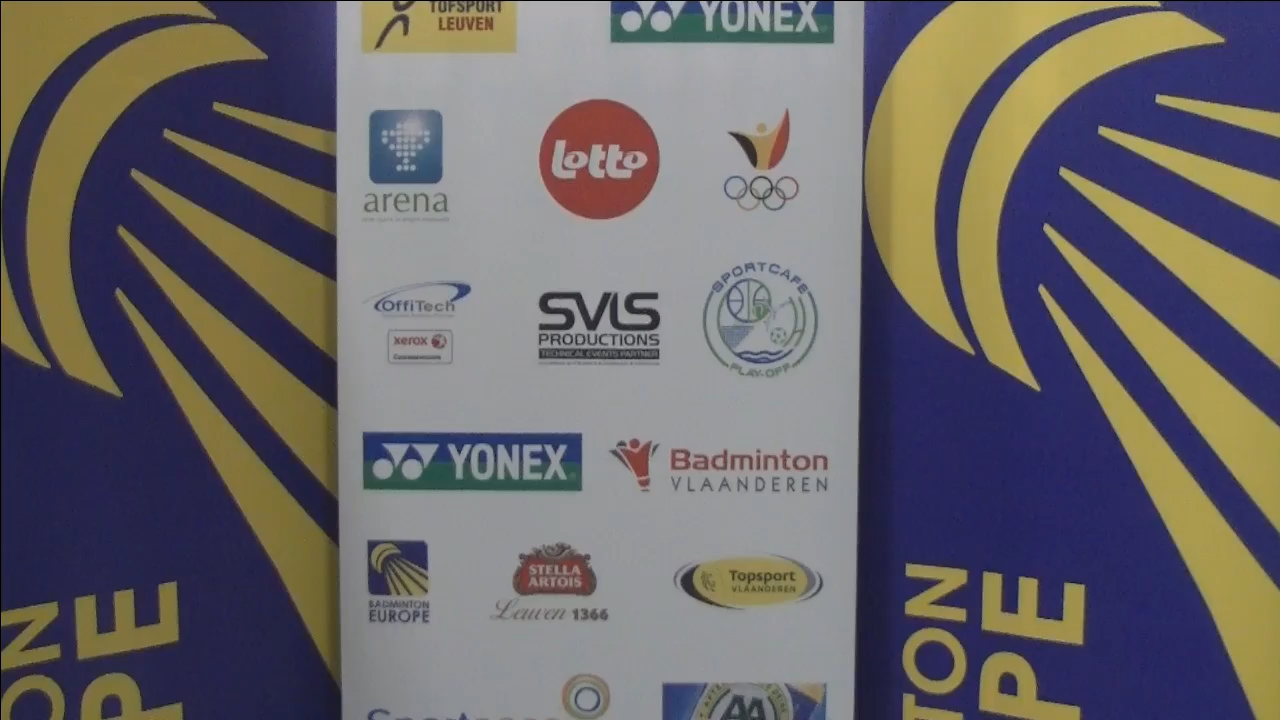 TOPSPORT
LEUVEN
YONEX
arena
Lotto
OffiTech
xerox
SVLS
PRODUCTIONS
TECHNICAL EVENTS PARTNER
SPORTCAFE
PLAY-OFF
YONEX
Badminton
VLAANDEREN
BADMINTON
EUROPE
STELLA
ARTOIS
Leuven 1366
Topsport
VLAANDEREN
AA
TON
PE